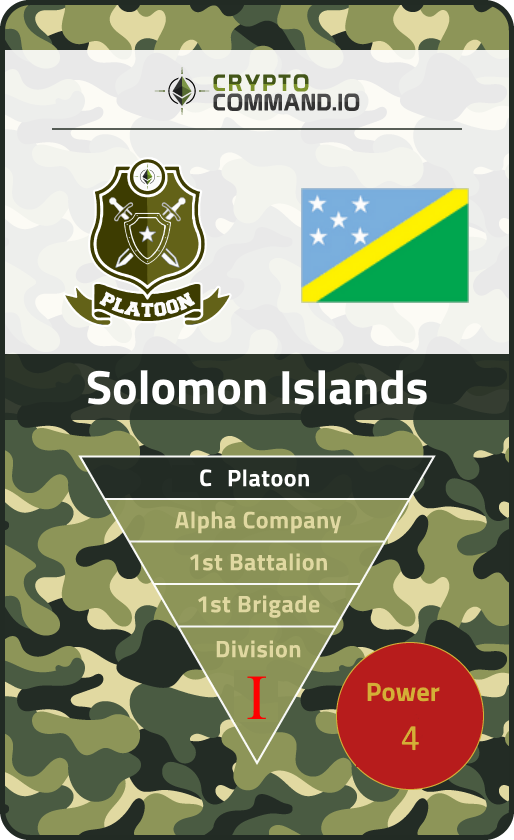 CRYPTO
COMMAND.IO
PLATOON
Solomon Islands
C Platoon
Alpha Company
1st Battalion
1st Brigade
Division
I
Power
4